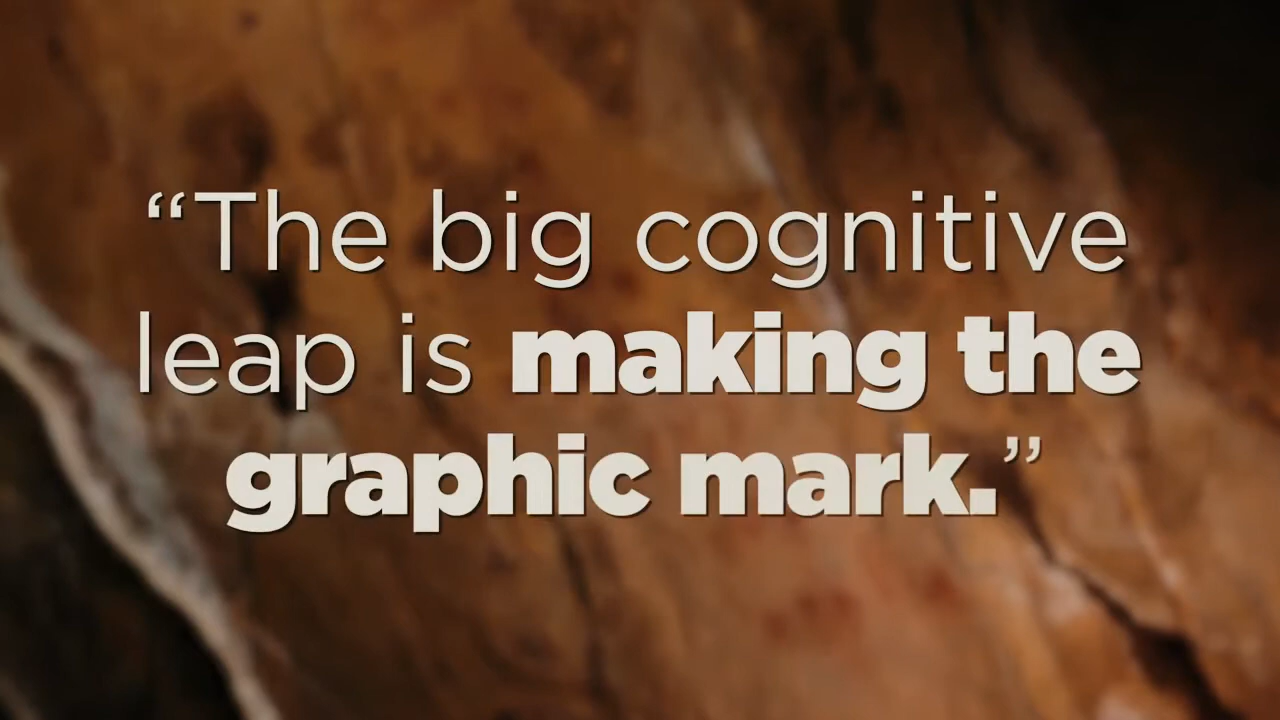 “The big cognitive
leap is making the
graphic mark.”